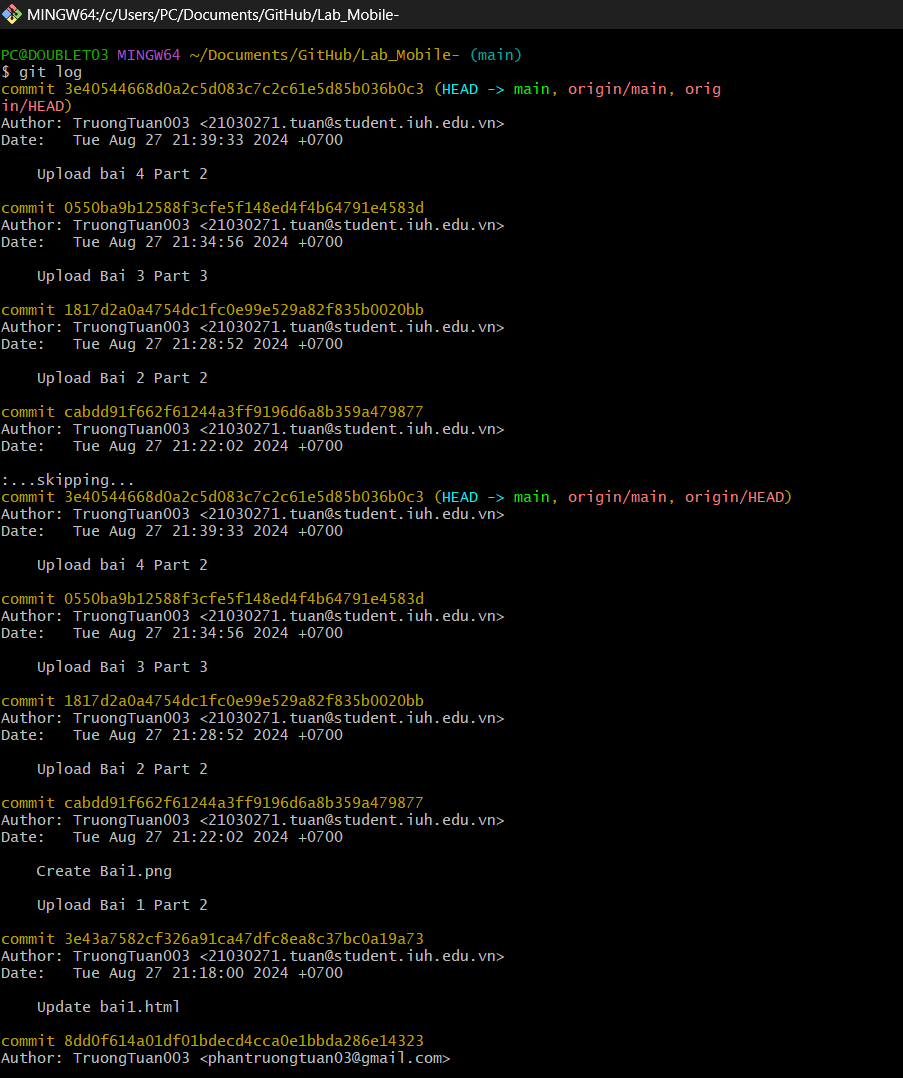 MINGW64:/c/Users/PC/Documents/GitHub/Lab_Mobile-
PC@DOUBLET03 MINGW64 ~/Documents/GitHub/Lab_Mobile- (main)
$ git log
commit 3e40544668d0a2c5d083c7c2c61e5d85b036b0c3 (HEAD -> main, origin/main, orig
in/HEAD)
Author: TruongTuan003 <21030271.tuan@student.iuh.edu.vn>
Date:   Tue Aug 27 21:39:33 2024 +0700
    Upload bai 4 Part 2
commit 0550ba9b12588f3cfe5f148ed4f4b64791e4583d
Author: TruongTuan003 <21030271.tuan@student.iuh.edu.vn>
Date:   Tue Aug 27 21:34:56 2024 +0700
    Upload Bai 3 Part 3
commit 1817d2a0a4754dc1fc0e99e529a82f835b0020bb
Author: TruongTuan003 <21030271.tuan@student.iuh.edu.vn>
Date:   Tue Aug 27 21:28:52 2024 +0700
    Upload Bai 2 Part 2
commit cabdd91f662f61244a3ff9196d6a8b359a479877
Author: TruongTuan003 <21030271.tuan@student.iuh.edu.vn>
Date:   Tue Aug 27 21:22:02 2024 +0700
:...skipping...
commit 3e40544668d0a2c5d083c7c2c61e5d85b036b0c3 (HEAD -> main, origin/main, origin/HEAD)
Author: TruongTuan003 <21030271.tuan@student.iuh.edu.vn>
Date:   Tue Aug 27 21:39:33 2024 +0700
    Upload bai 4 Part 2
commit 0550ba9b12588f3cfe5f148ed4f4b64791e4583d
Author: TruongTuan003 <21030271.tuan@student.iuh.edu.vn>
Date:   Tue Aug 27 21:34:56 2024 +0700
    Upload Bai 3 Part 3
commit 1817d2a0a4754dc1fc0e99e529a82f835b0020bb
Author: TruongTuan003 <21030271.tuan@student.iuh.edu.vn>
Date:   Tue Aug 27 21:28:52 2024 +0700
    Upload Bai 2 Part 2
commit cabdd91f662f61244a3ff9196d6a8b359a479877
Author: TruongTuan003 <21030271.tuan@student.iuh.edu.vn>
Date:   Tue Aug 27 21:22:02 2024 +0700
    Create Bai1.png
    Upload Bai 1 Part 2
commit 3e43a7582cf326a91ca47dfc8ea8c37bc0a19a73
Author: TruongTuan003 <21030271.tuan@student.iuh.edu.vn>
Date:   Tue Aug 27 21:18:00 2024 +0700
    Update bai1.html
commit 8dd0f614a01df01bdecd4cca0e1bbda286e14323
Author: TruongTuan003 <phantruongtuan03@gmail.com>